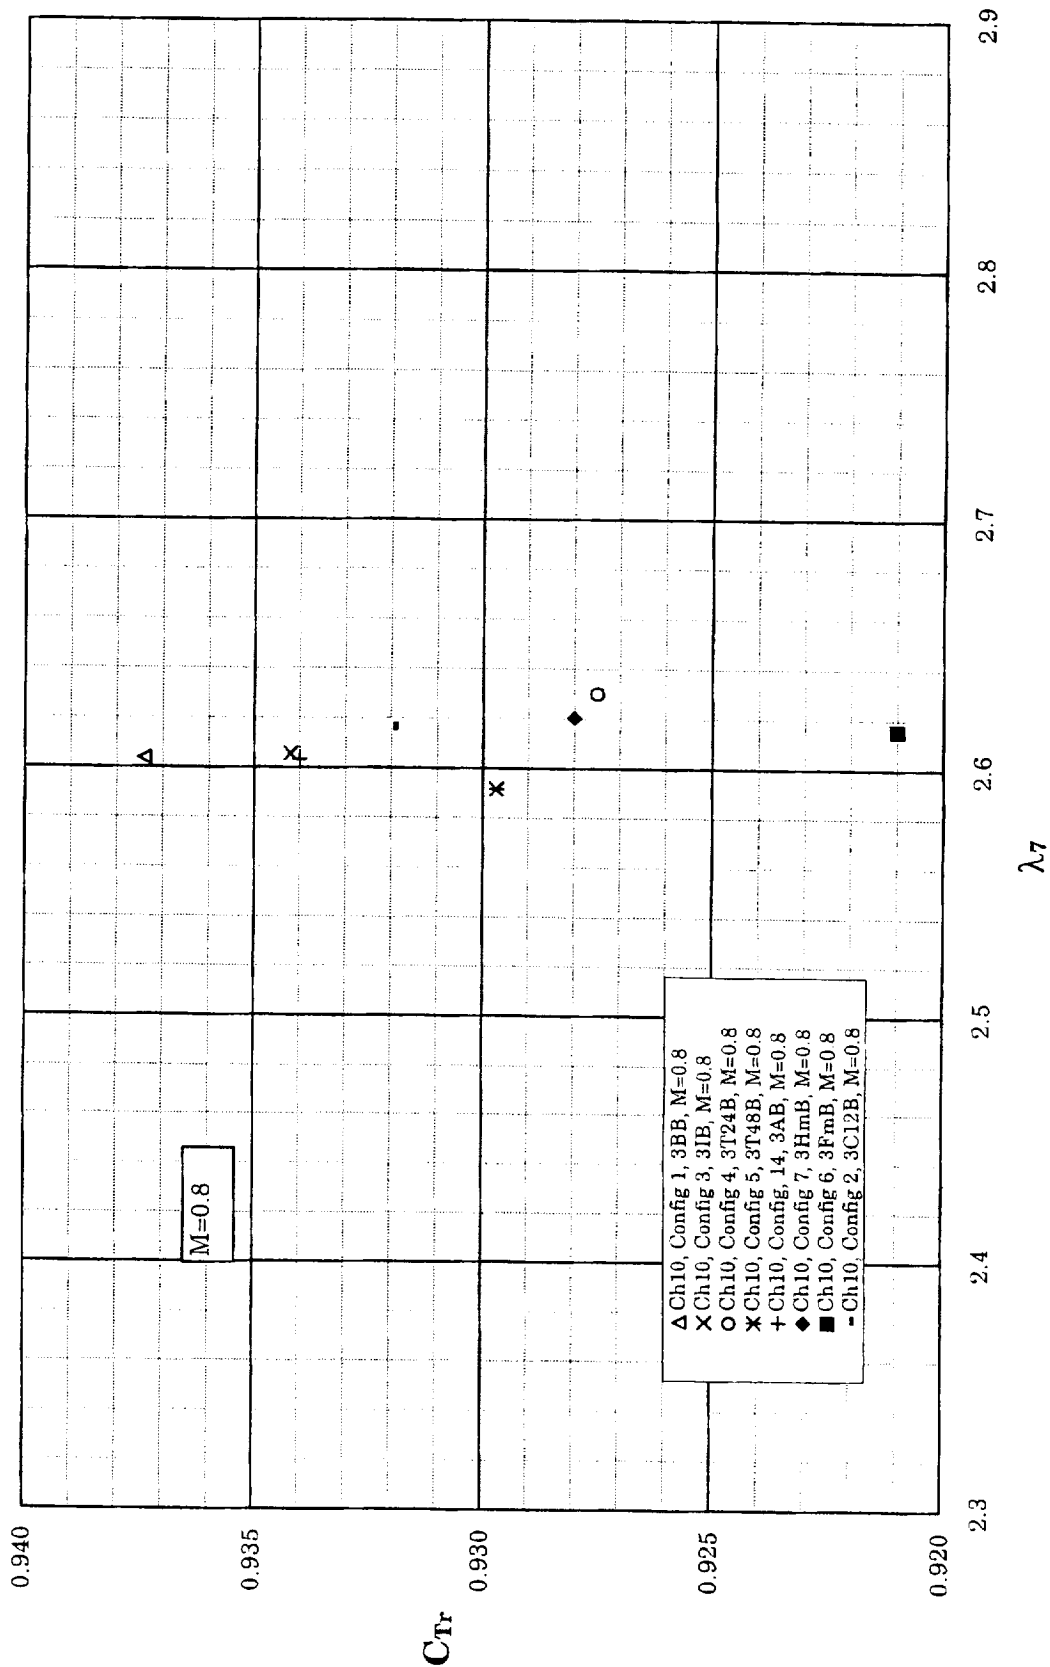 0.940
0.935
0.930
0.925
0.920
C_Tr
M=0.8
Δ Ch10, Config 1, 3BB, M=0.8
× Ch10, Config 3, 3IB, M=0.8
○ Ch10, Config 4, 3T24B, M=0.8
ж Ch10, Config 5, 3T48B, M=0.8
+ Ch10, Config, 14, 3AB, M=0.8
◆ Ch10, Config 7, 3HmB, M=0.8
■ Ch10, Config 6, 3FmB, M=0.8
- Ch10, Config 2, 3C12B, M=0.8
2.3
2.4
2.5
2.6
2.7
2.8
2.9
λ7